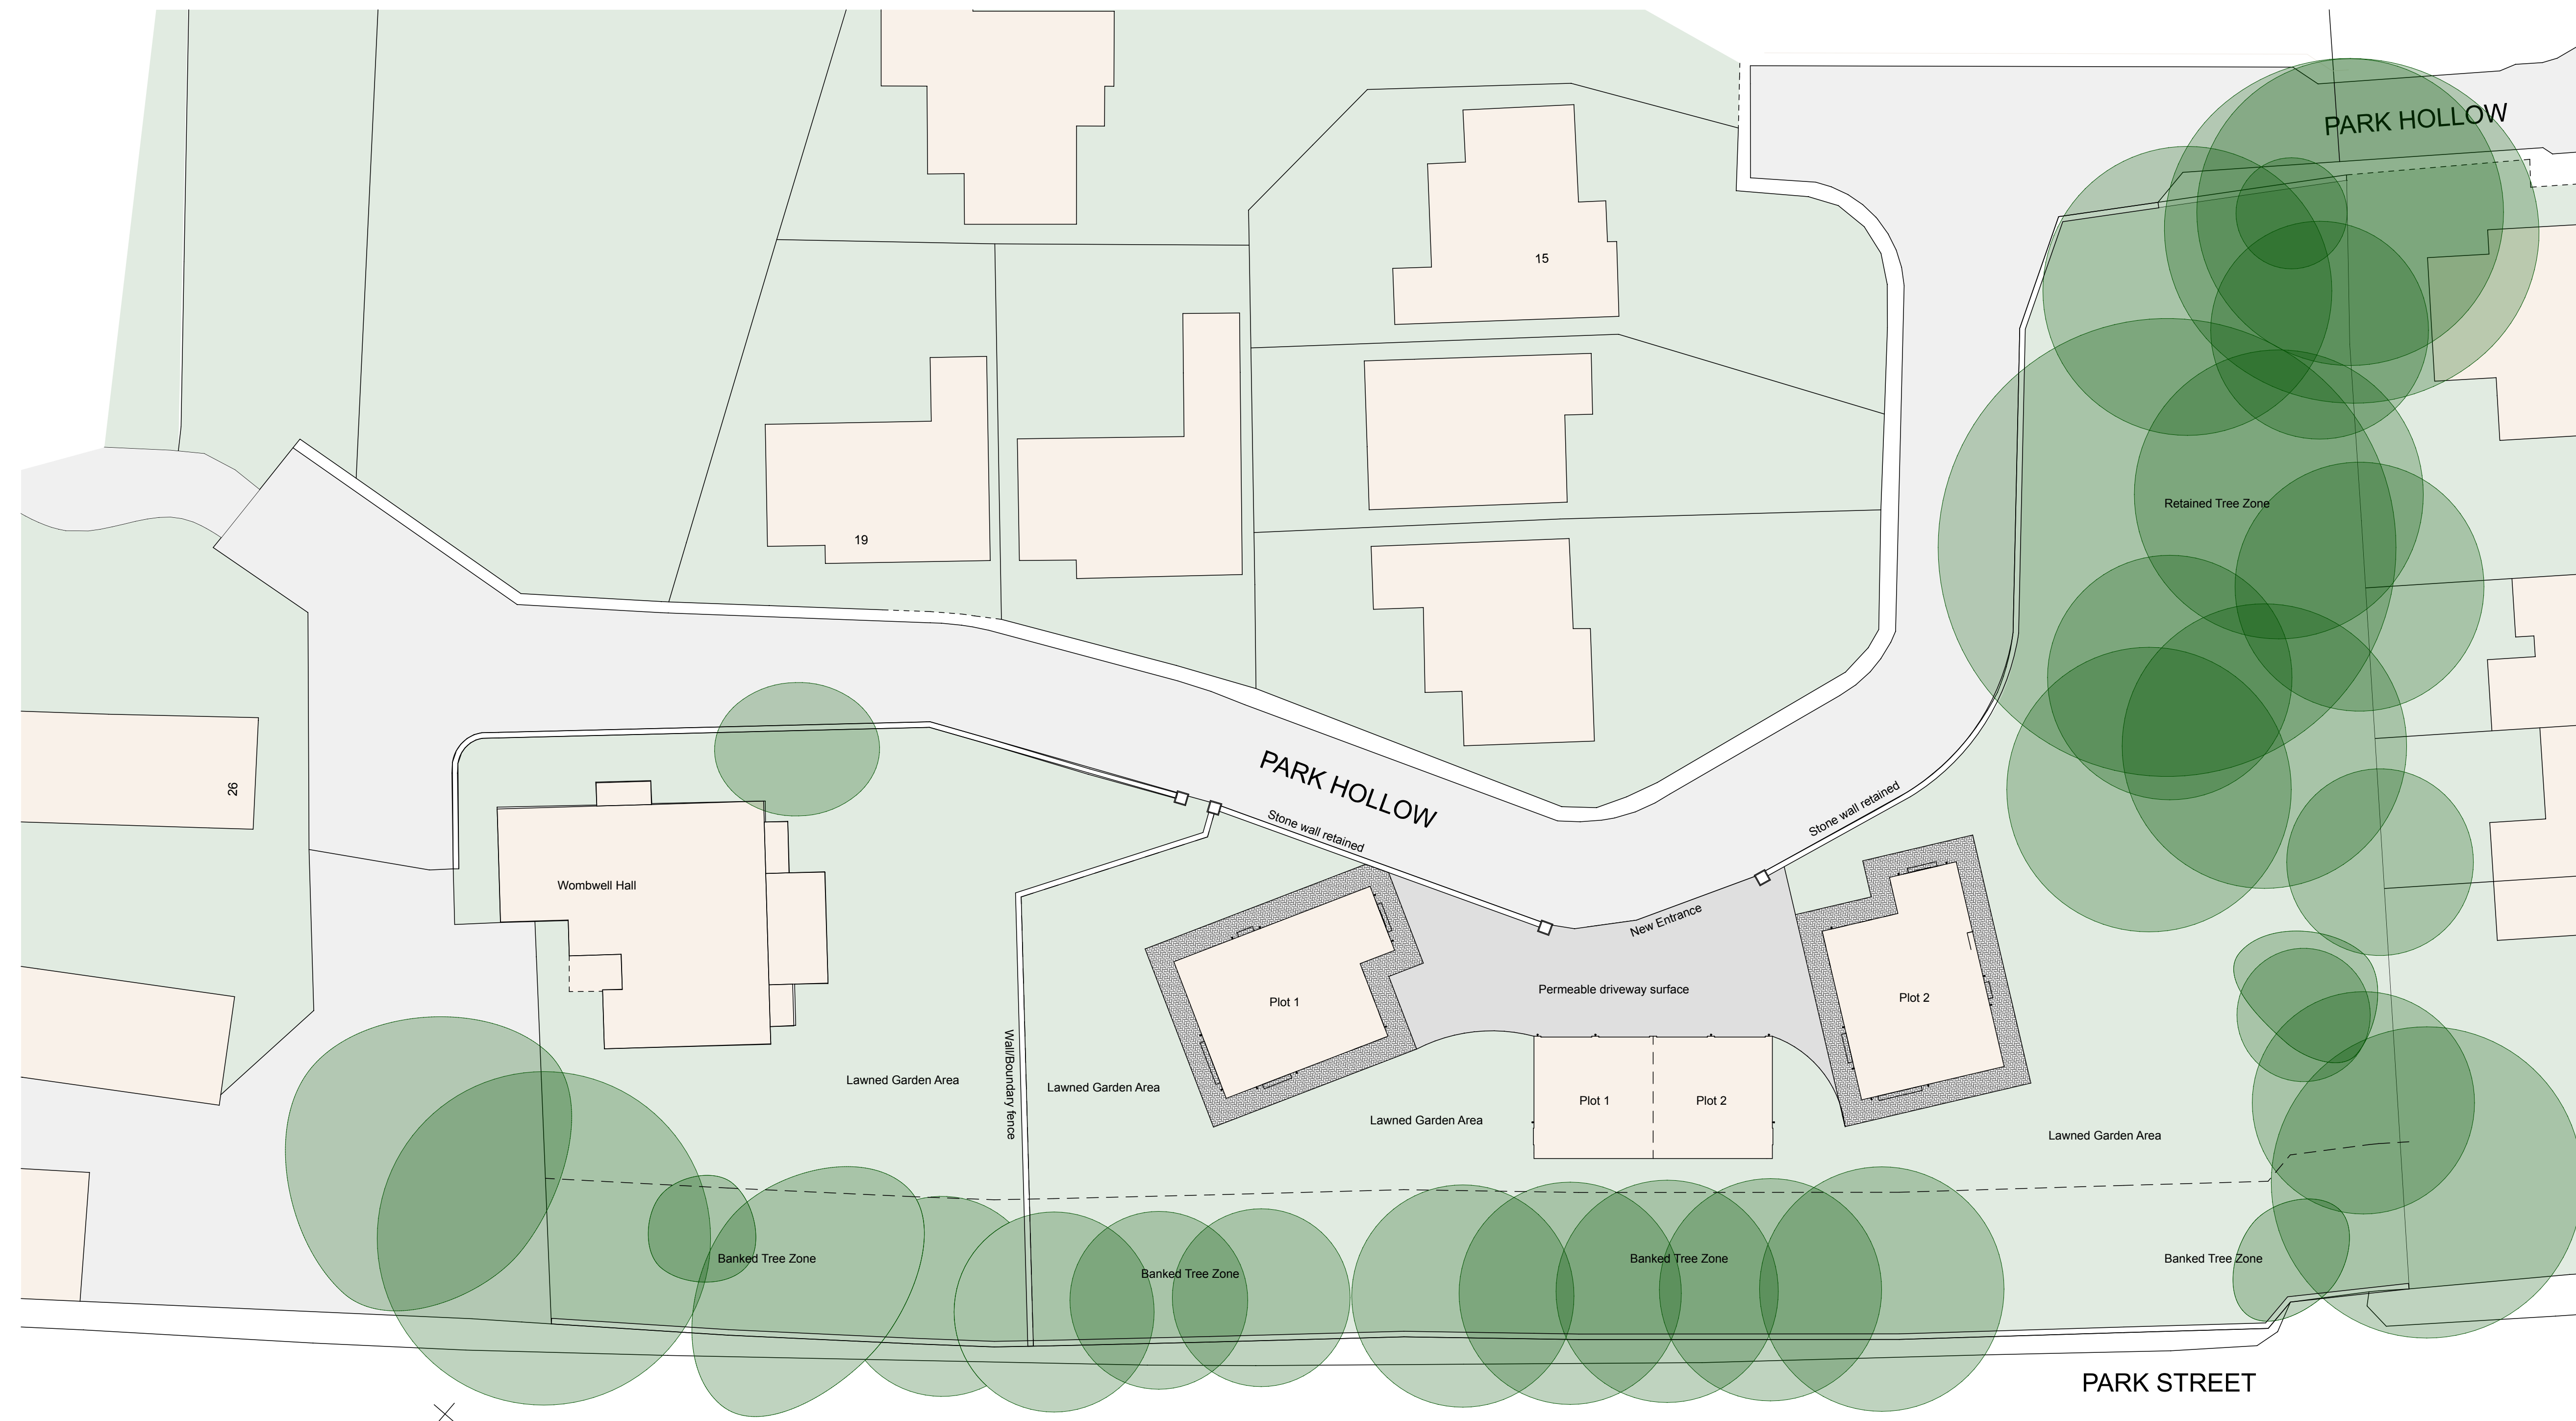 PARK HOLLOW
15
Retained Tree Zone
19
26
PARK HOLLOW
Stone wall retained
Stone wall retained
Wombwell Hall
New Entrance
Plot 1
Permeable driveway surface
Plot 2
Wall/Boundary fence
Lawned Garden Area
Lawned Garden Area
Plot 1
Plot 2
Lawned Garden Area
Lawned Garden Area
Banked Tree Zone
Banked Tree Zone
Banked Tree Zone
Banked Tree Zone
PARK STREET